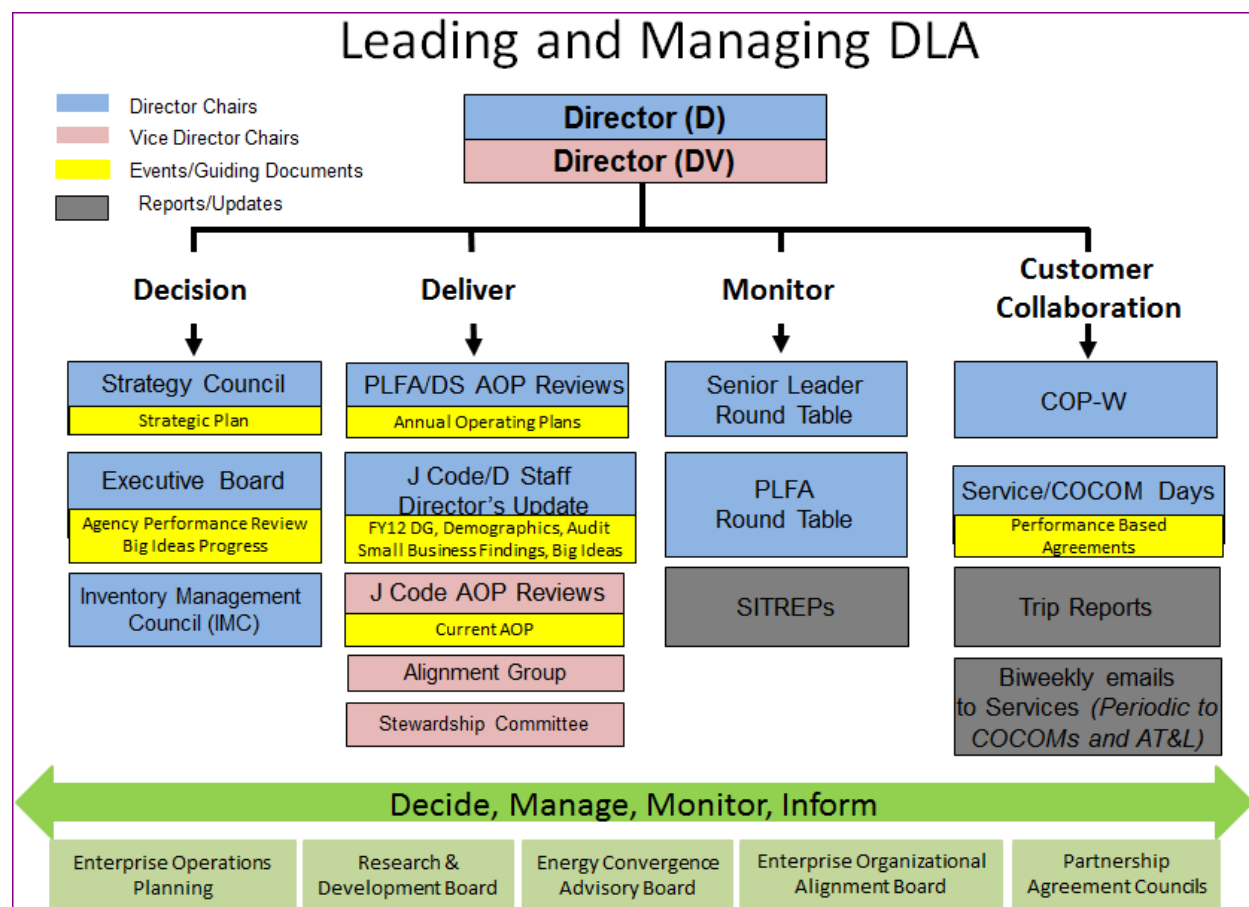 Leading and Managing DLA
Director Chairs
Vice Director Chairs
Events/Guiding Documents
Reports/Updates
Director (D)
Director (DV)
Decision
Strategy Council
Strategic Plan
Executive Board
Agency Performance Review
Big Ideas Progress
Inventory Management
Council (IMC)
Deliver
PLFA/DS AOP Reviews
Annual Operating Plans
J Code/D Staff
Director's Update
FY12 DG, Demographics, Audit
Small Business Findings, Big Ideas
J Code AOP Reviews
Current AOP
Alignment Group
Stewardship Committee
Monitor
Senior Leader
Round Table
PLFA
Round Table
SITREPs
Customer
Collaboration
COP-W
Service/COCOM Days
Performance Based
Agreements
Trip Reports
Biweekly emails
to Services (Periodic to
COCOMs and AT&L)
Decide, Manage, Monitor, Inform
Enterprise Operations
Planning
Research &
Development Board
Energy Convergence
Advisory Board
Enterprise Organizational
Alignment Board
Partnership
Agreement Councils